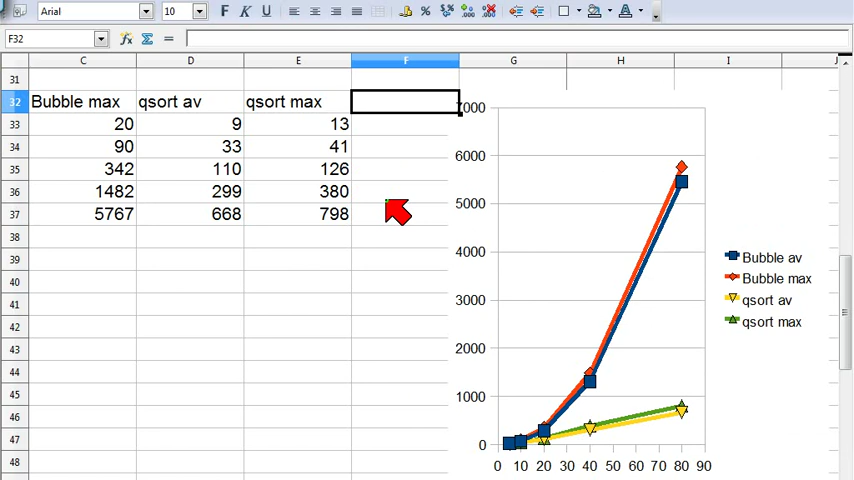 Arial 10 F K U
F32
C D E F G H I J
31
32 Bubble max qsort av qsort max
33 20 9 13
34 90 33 41
35 342 110 126
36 1482 299 380
37 5767 668 798
38
39
40
41
42
43
44
45
46
47
48
7000
6000
5000
4000
3000
2000
1000
0
0 10 20 30 40 50 60 70 80 90
Bubble av
Bubble max
qsort av
qsort max